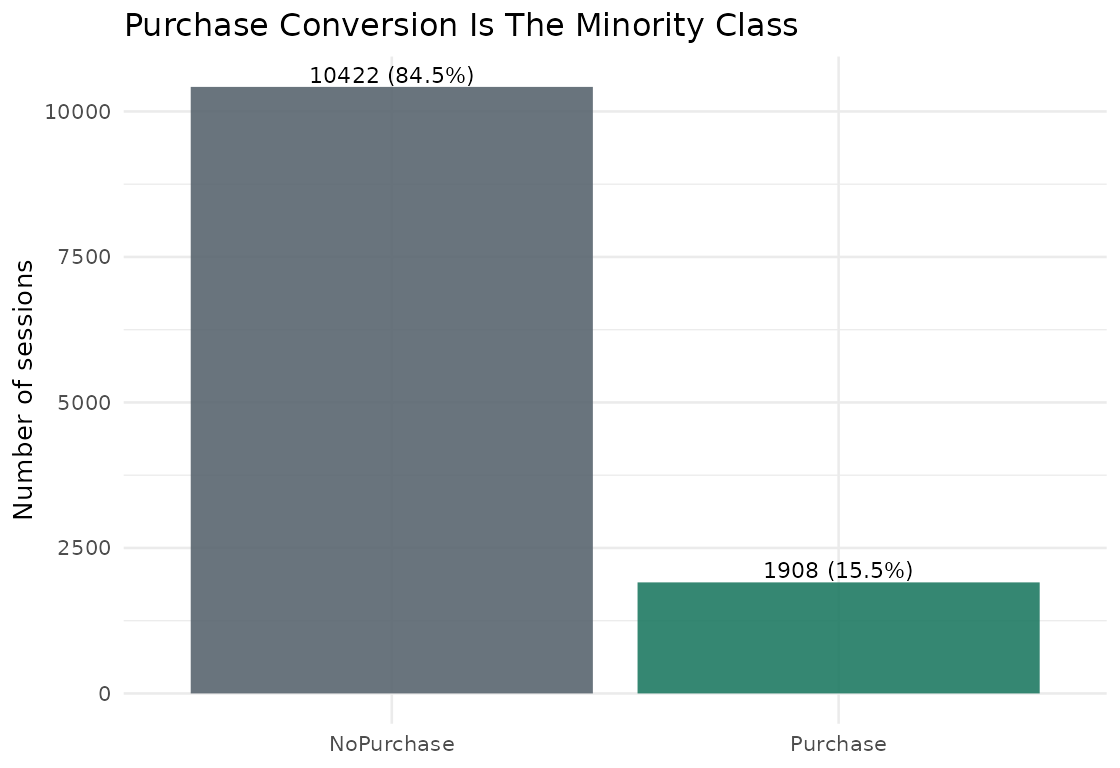 Purchase Conversion Is The Minority Class
10422 (84.5%)
10000
7500
5000
2500
1908 (15.5%)
0
Number of sessions
NoPurchase
Purchase